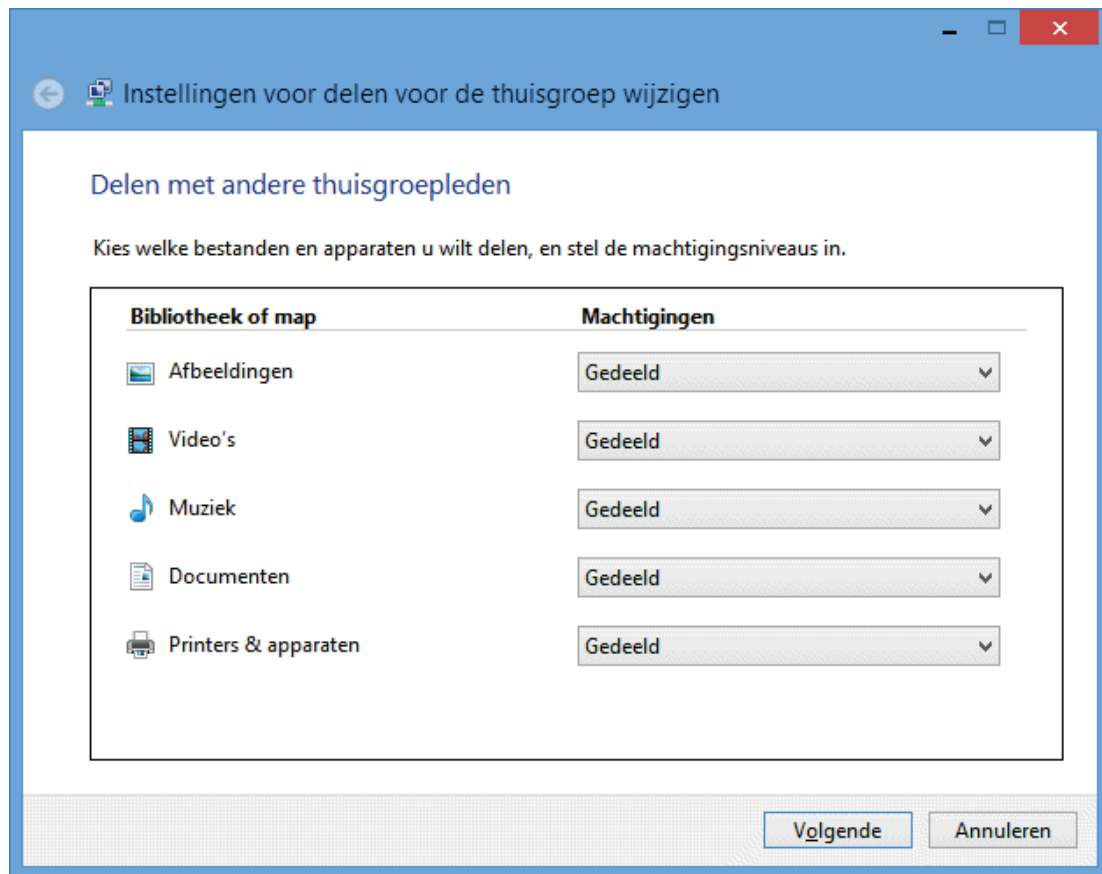 Instellingen voor delen voor de thuisgroep wijzigen
Delen met andere thuisgroepleden
Kies welke bestanden en apparaten u wilt delen, en stel de machtigingsniveaus in.
Bibliotheek of map Machtigingen
Afbeeldingen Gedeeld
Video's Gedeeld
Muziek Gedeeld
Documenten Gedeeld
Printers & apparaten Gedeeld
Volgende Annuleren